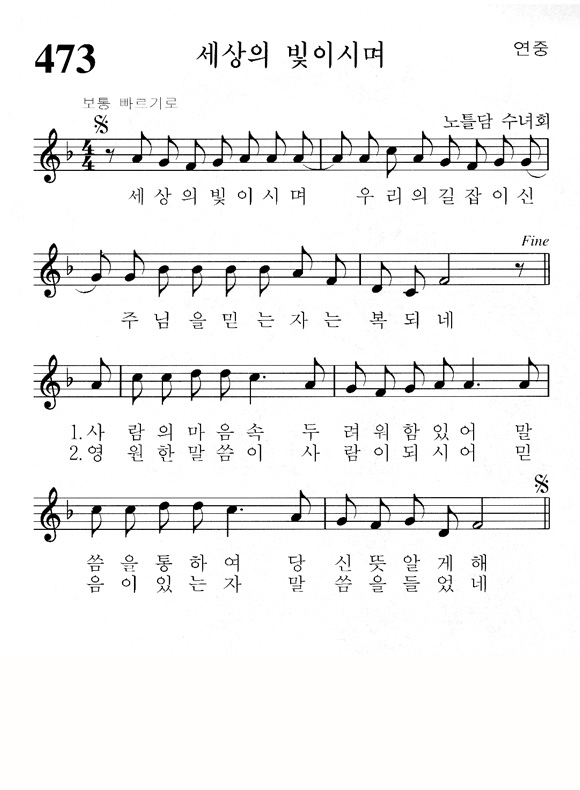 473 세상의 빛이시며 연중
보통 빠르기로
노틀담 수녀회
4/4
세 상 의 빛 이 시 며 우 리 의 길 잡 이 신
Fine
주 님 을 믿 는 자 는 복 되 네
1.사 람 의 마 음 속 두 려 워 함 있 어 말
2.영 원 한 말 씀 이 사 람 이 되 시 어 믿
씀 을 통 하 여 당 신 뜻 알 게 해
음 이 있 는 자 말 씀 을 들 었 네